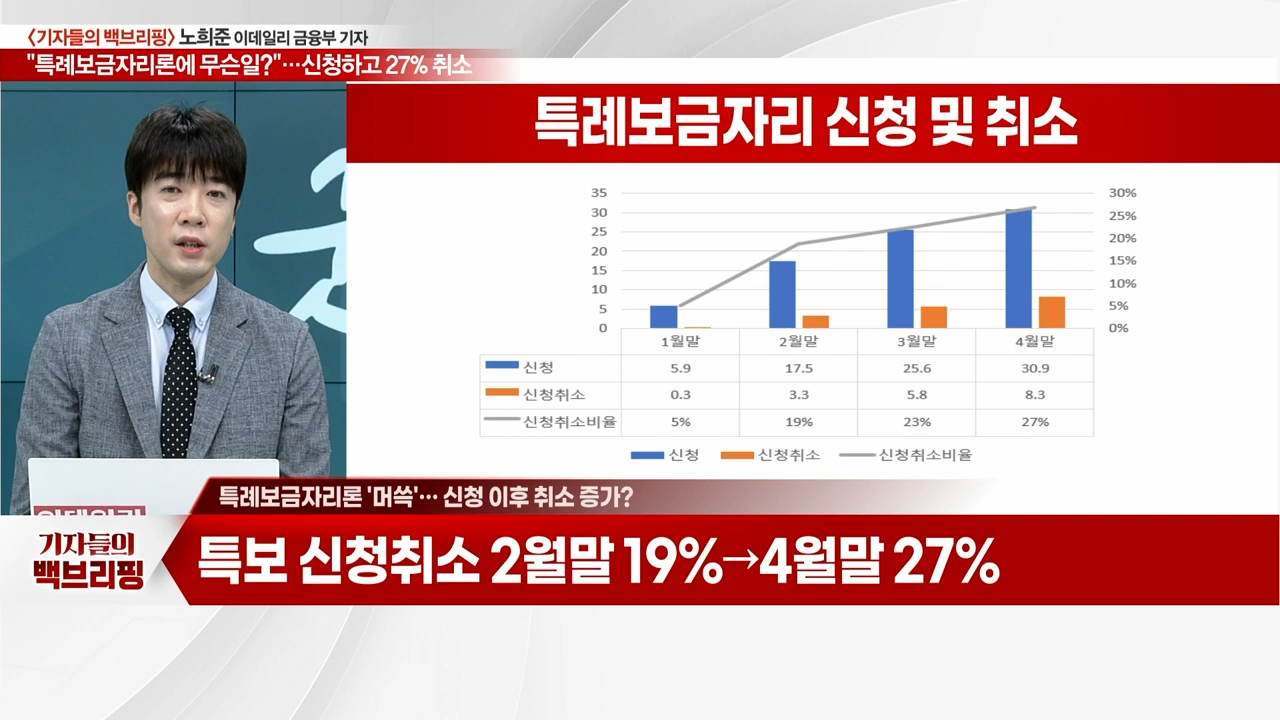 <기자들의 백브리핑> 노희준 이데일리 금융부 기자
"특례보금자리론에 무슨일?"…신청하고 27% 취소
특례보금자리 신청 및 취소
35 30%
30 25%
25 20%
20 15%
15 10%
10 5%
5 0%
0
1월말 2월말 3월말 4월말
신청 5.9 17.5 25.6 30.9
신청취소 0.3 3.3 5.8 8.3
신청취소비율 5% 19% 23% 27%
신청 신청취소 신청취소비율
특례보금자리론 '머쓱'… 신청 이후 취소 증가?
기자들의
백브리핑
특보 신청취소 2월말 19%→4월말 27%